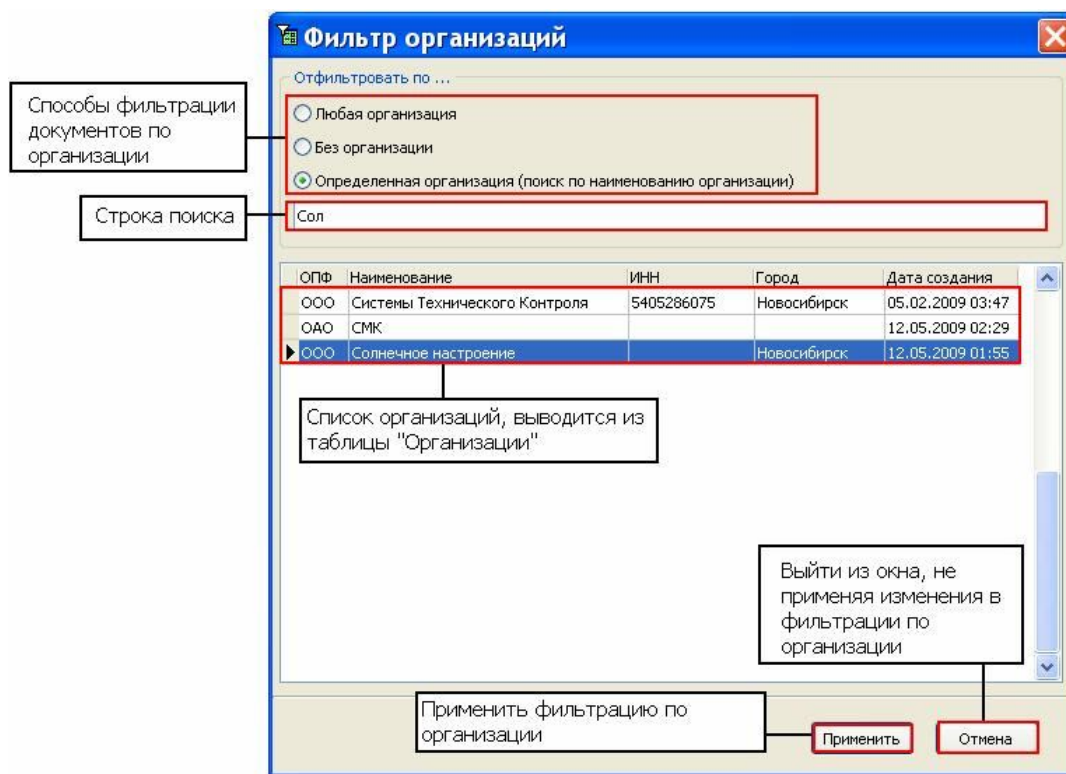 Фильтр организаций
Отфильтровать по ...
Способы фильтрации
документов по
организации
Любая организация
Без организации
Определенная организация (поиск по наименованию организации)
Строка поиска
Сол
ОПФ Наименование ИНН Город Дата создания
ООО Системы Технического Контроля 5405286075 Новосибирск 05.02.2009 03:47
ОАО СМК 12.05.2009 02:29
ООО Солнечное настроение Новосибирск 12.05.2009 01:55
Список организаций, выводится из
таблицы "Организации"
Выйти из окна, не
применяя изменения в
фильтрации по
организации
Применить фильтрацию по
организации
Применить
Отмена